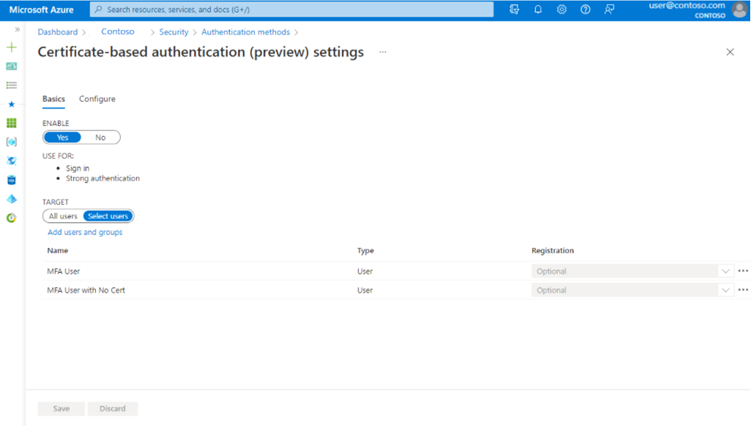 Microsoft Azure
Search resources, services, and docs (G+/)
user@contoso.com
CONTOSO
Dashboard > Contoso > Security > Authentication methods >
Certificate-based authentication (preview) settings ...
Basics Configure
ENABLE
Yes No
USE FOR:
• Sign in
• Strong authentication
TARGET
All users Select users
Add users and groups
Name Type Registration
MFA User User Optional
MFA User with No Cert User Optional
Save Discard